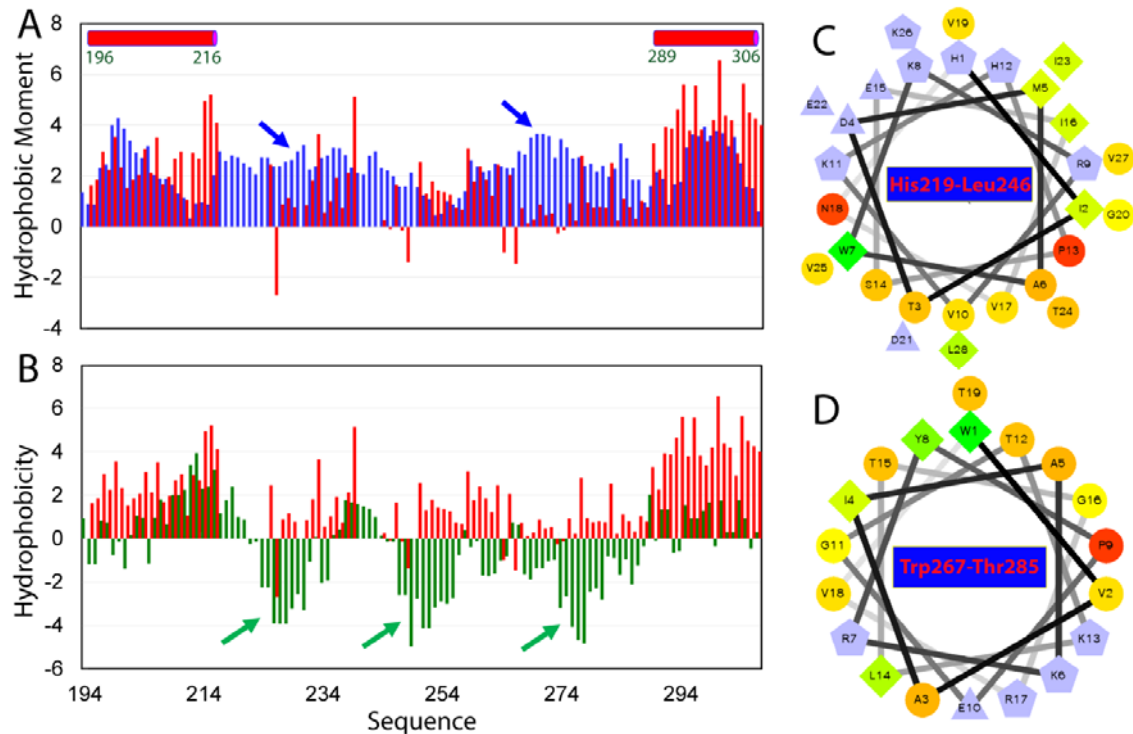 A
Hydrophobic Moment
8
6
4
2
0
-2
-4
196 216
289 306
B
Hydrophobicity
8
6
4
2
0
-2
-4
-6
194 214 234 254 274 294
Sequence
C
V19
K26
K8 H1 H12
I23
M5
E15
E22
D4
I16
K11
R9
V27
His219-Leu246
N18
I2
G20
W7
P13
V25
S14
A6
T3
V10
V17
T24
D21
L28
D
T19
Y8 W1 T12
T15
A5
I4
G16
G11
P9
Trp267-Thr285
V18
V2
R7
K13
L14
K6
A3
E10
R17